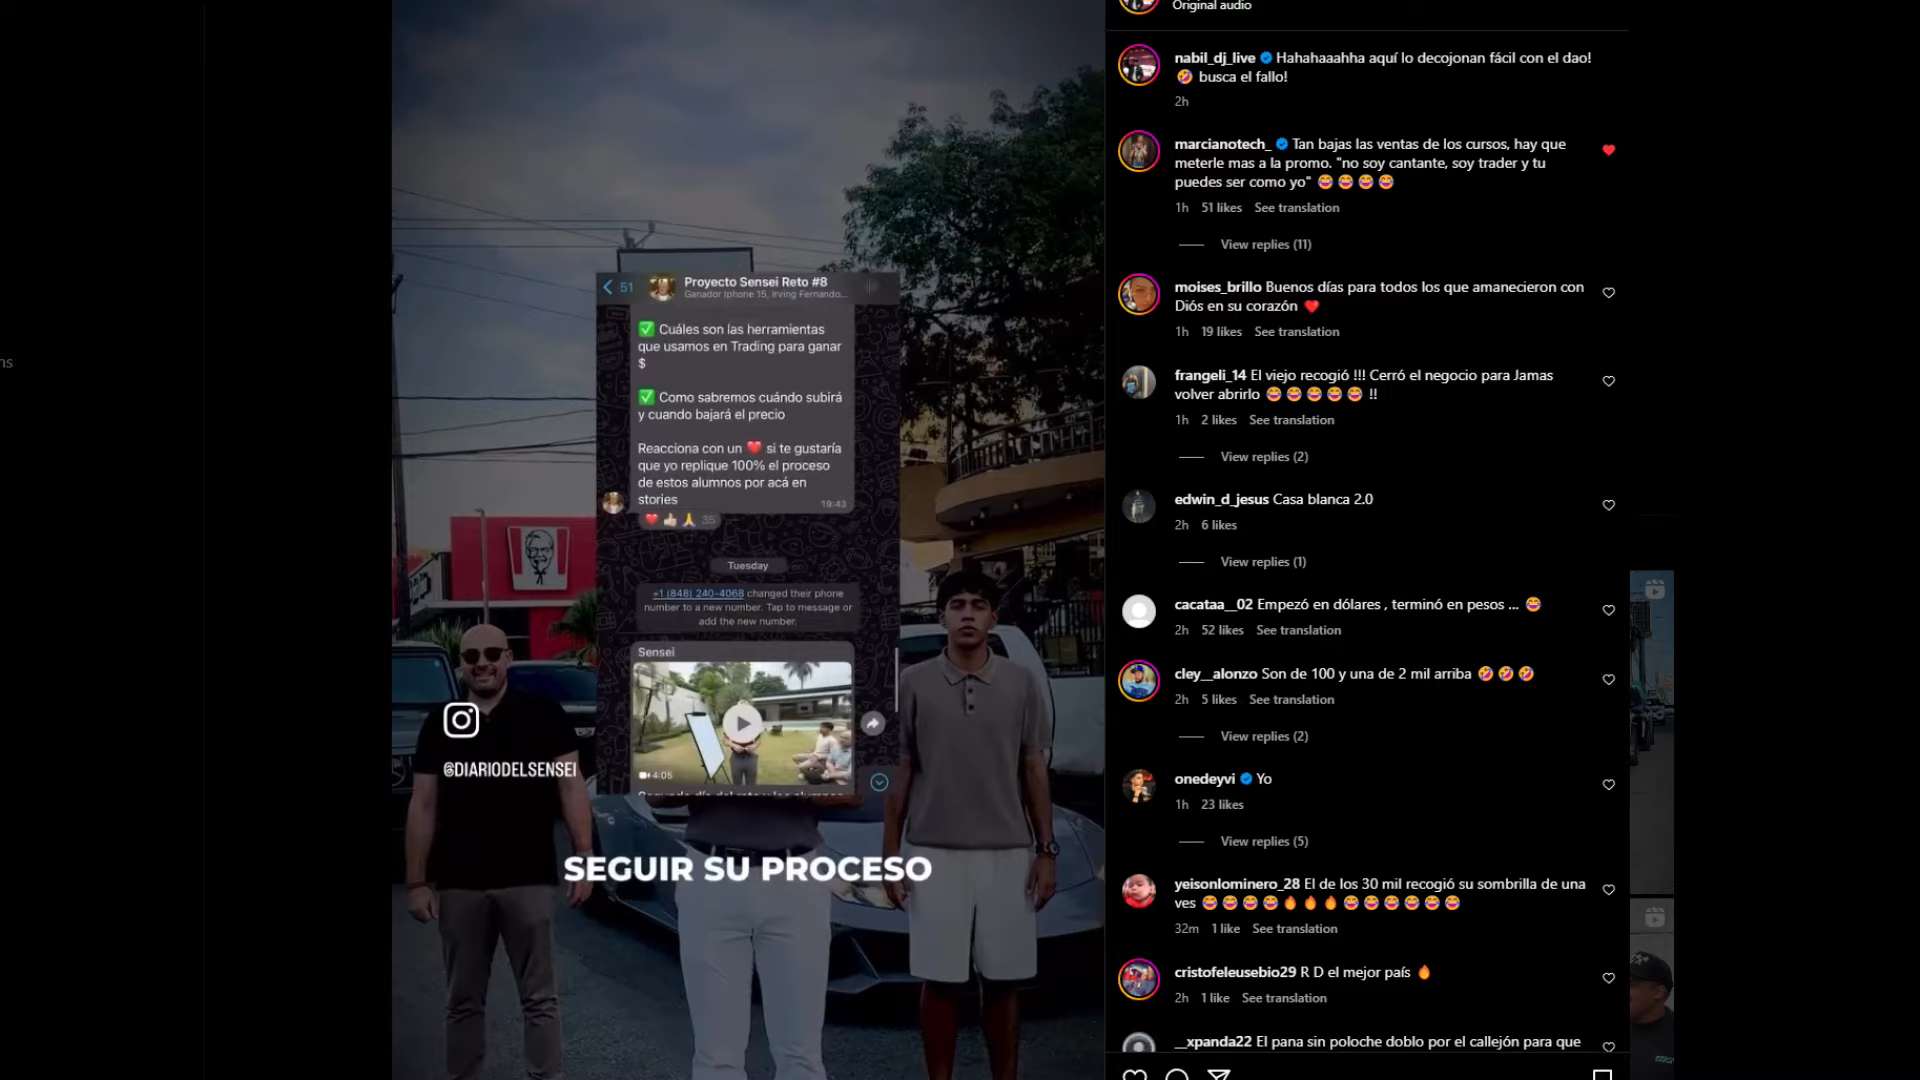 51
Proyecto Sensei Reto #8
Ganador Iphone 15, Irving Fernando...
✅ Cuáles son las herramientas
que usamos en Trading para ganar
$
✅ Como sabremos cuándo subirá
y cuando bajará el precio
Reacciona con un ❤️ si te gustaría
que yo replique 100% el proceso
de estos alumnos por acá en
stories
19:43
❤️👍🙏 35
Tuesday
+1 (848) 240-4068 changed their phone
number to a new number. Tap to message or
add the new number.
Sensei
4:05
@DIARIODELSENSEI
SEGUIR SU PROCESO
ns
Original audio
nabil_dj_live Hahahaaahha aquí lo decojonan fácil con el dao!
🤣 busca el fallo!
2h
marcianotech_ Tan bajas las ventas de los cursos, hay que
meterle mas a la promo. "no soy cantante, soy trader y tu
puedes ser como yo" 😂😂😂😂
1h 51 likes See translation
View replies (11)
moises_brillo Buenos días para todos los que amanecieron con
Diós en su corazón ❤️
1h 19 likes See translation
frangeli_14 El viejo recogió !!! Cerró el negocio para Jamas
volver abrirlo 😂😂😂😂😂 !!
1h 2 likes See translation
View replies (2)
edwin_d_jesus Casa blanca 2.0
2h 6 likes
View replies (1)
cacataa__02 Empezó en dólares , terminó en pesos ... 😂
2h 52 likes See translation
cley__alonzo Son de 100 y una de 2 mil arriba 🤣🤣🤣
2h 5 likes See translation
View replies (2)
onedeyvi Yo
1h 23 likes
View replies (5)
yeisonlominero_28 El de los 30 mil recogió su sombrilla de una
ves 😂😂😂😂🔥🔥🔥😂😂😂😂😂😂
32m 1 like See translation
cristofeleusebio29 R D el mejor país 🔥
2h 1 like See translation
__xpanda22 El pana sin poloche doblo por el callejón para que